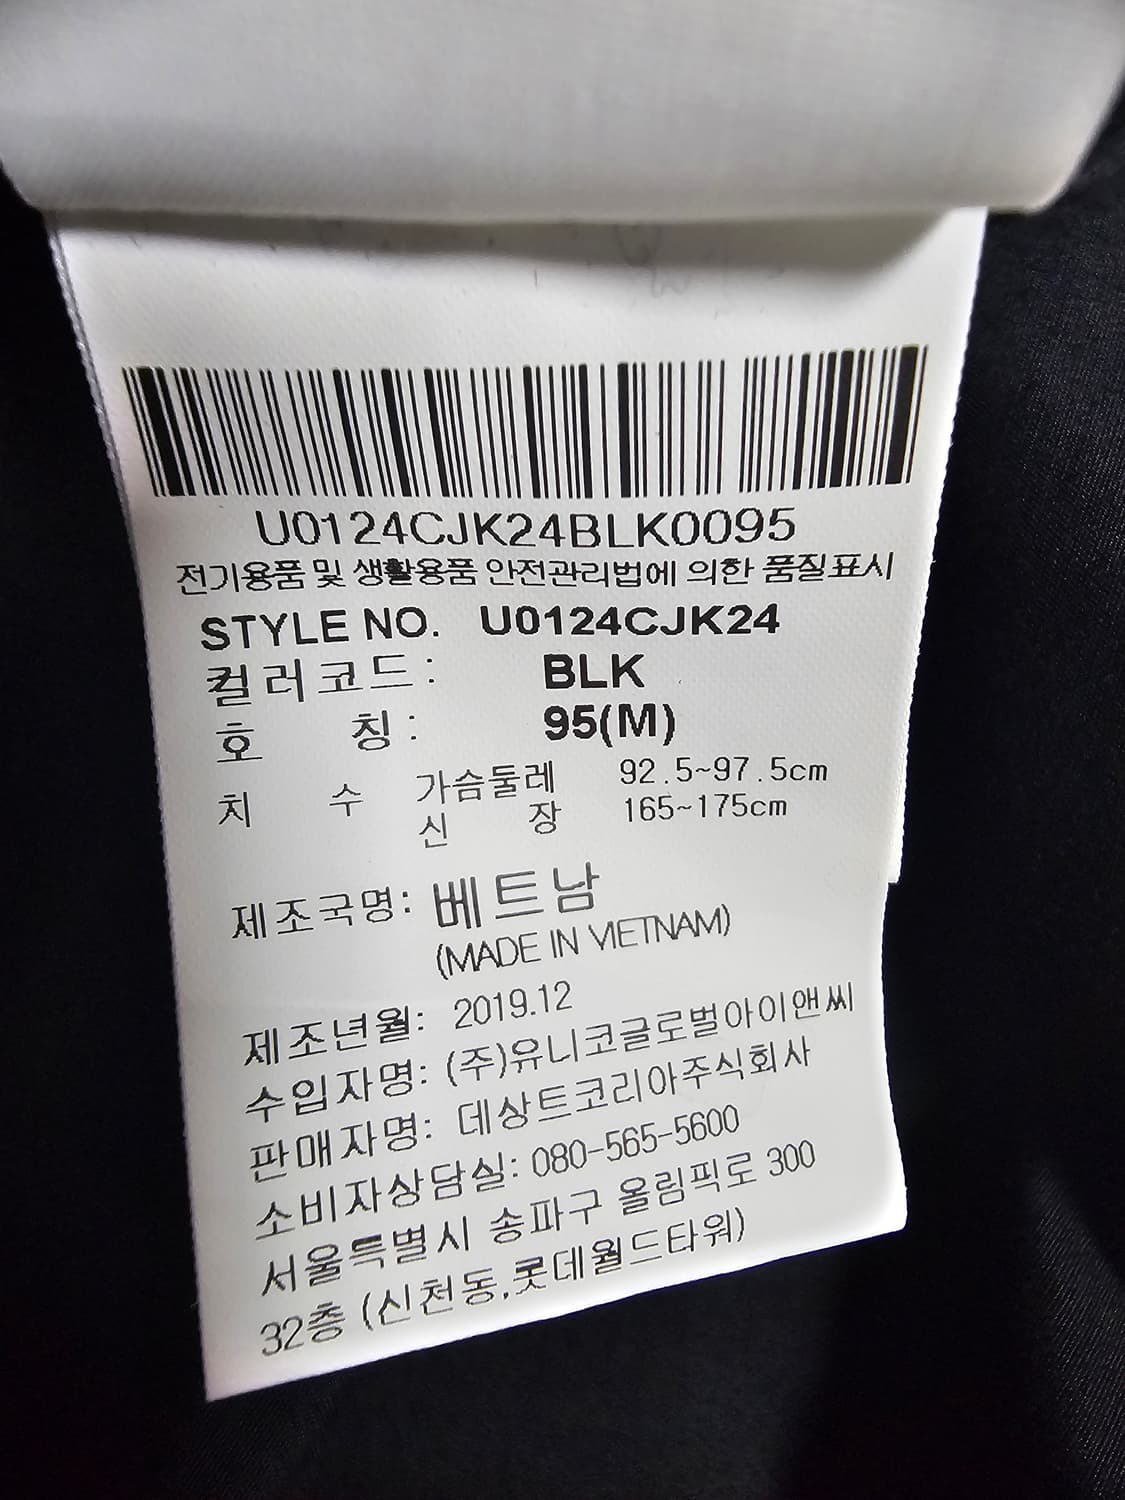 U0124CJK24BLK0095
전기용품 및 생활용품 안전관리법에 의한 품질표시
STYLE NO. U0124CJK24
컬러코드: BLK
호 칭: 95(M)
치 수 가슴둘레 92.5~97.5cm
신 장 165~175cm
제조국명: 베트남
(MADE IN VIETNAM)
제조년월: 2019.12
수입자명: (주)유니코글로벌아이앤씨
판매자명: 데상트코리아주식회사
소비자상담실: 080-565-5600
서울특별시 송파구 올림픽로 300
32층 (신천동,롯데월드타워)